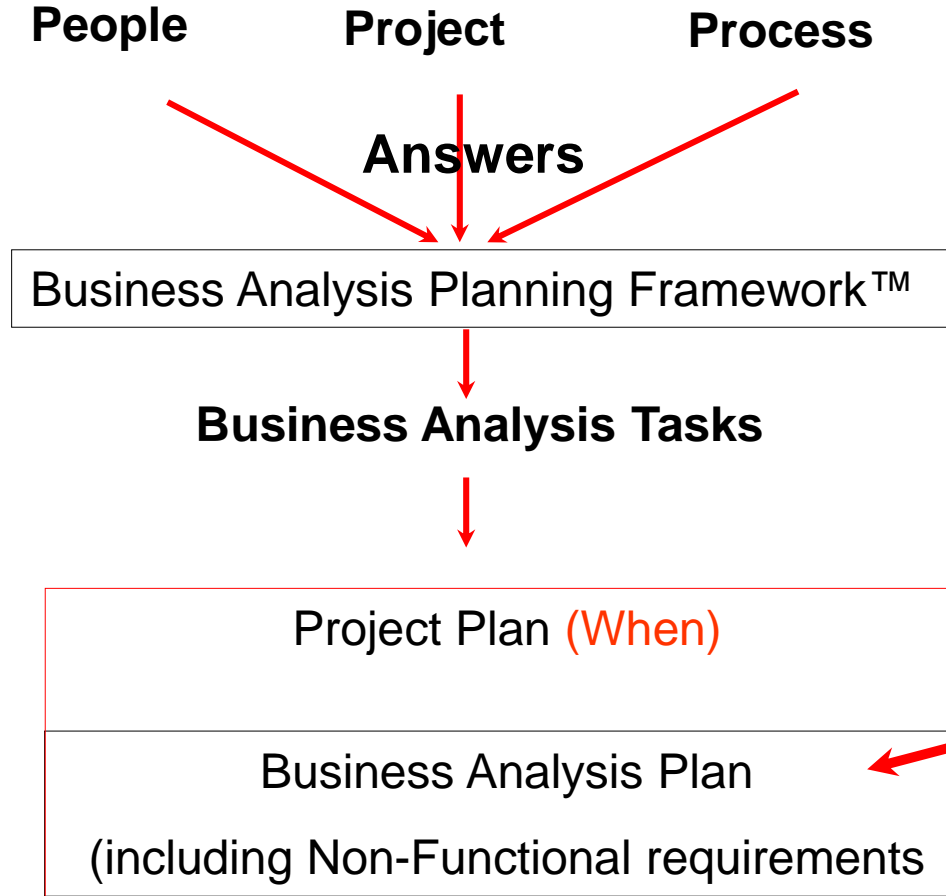 People Project Process
Answers
Business Analysis Planning Framework™
Business Analysis Tasks
Project Plan (When)
Business Analysis Plan
(including Non-Functional requirements